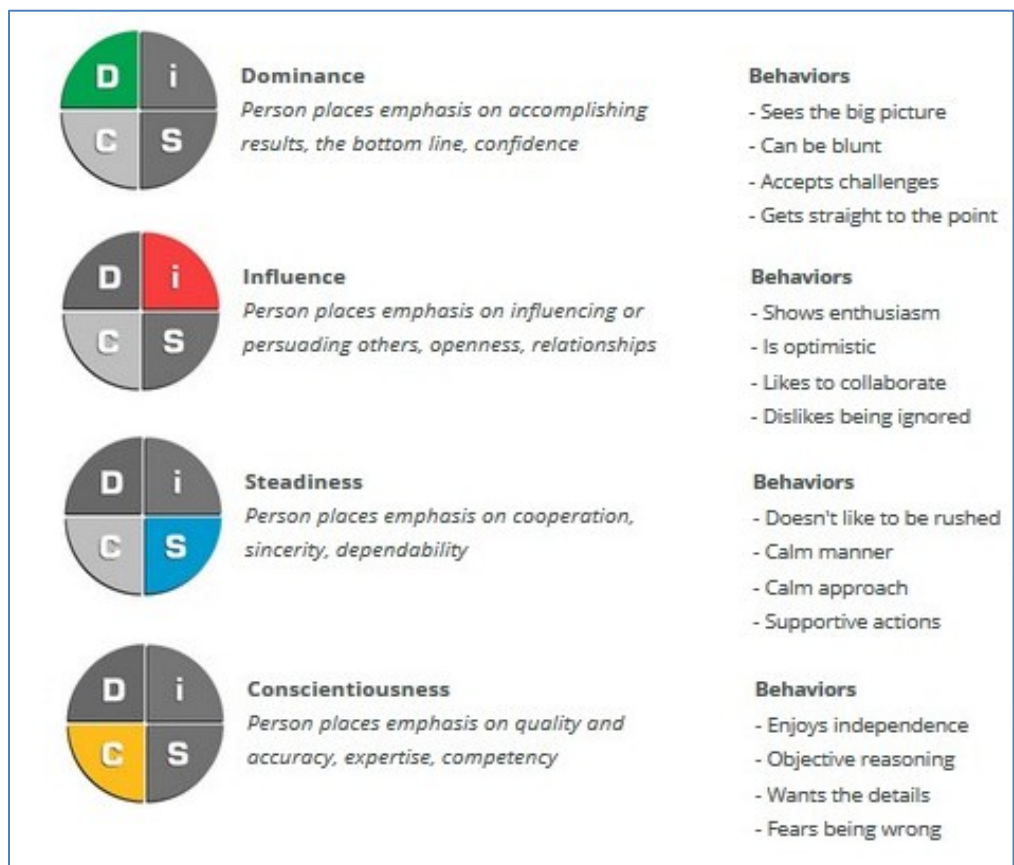 D i
C S
Dominance
Person places emphasis on accomplishing
results, the bottom line, confidence
Behaviors
- Sees the big picture
- Can be blunt
- Accepts challenges
- Gets straight to the point
D i
C S
Influence
Person places emphasis on influencing or
persuading others, openness, relationships
Behaviors
- Shows enthusiasm
- Is optimistic
- Likes to collaborate
- Dislikes being ignored
D i
C S
Steadiness
Person places emphasis on cooperation,
sincerity, dependability
Behaviors
- Doesn't like to be rushed
- Calm manner
- Calm approach
- Supportive actions
D i
C S
Conscientiousness
Person places emphasis on quality and
accuracy, expertise, competency
Behaviors
- Enjoys independence
- Objective reasoning
- Wants the details
- Fears being wrong